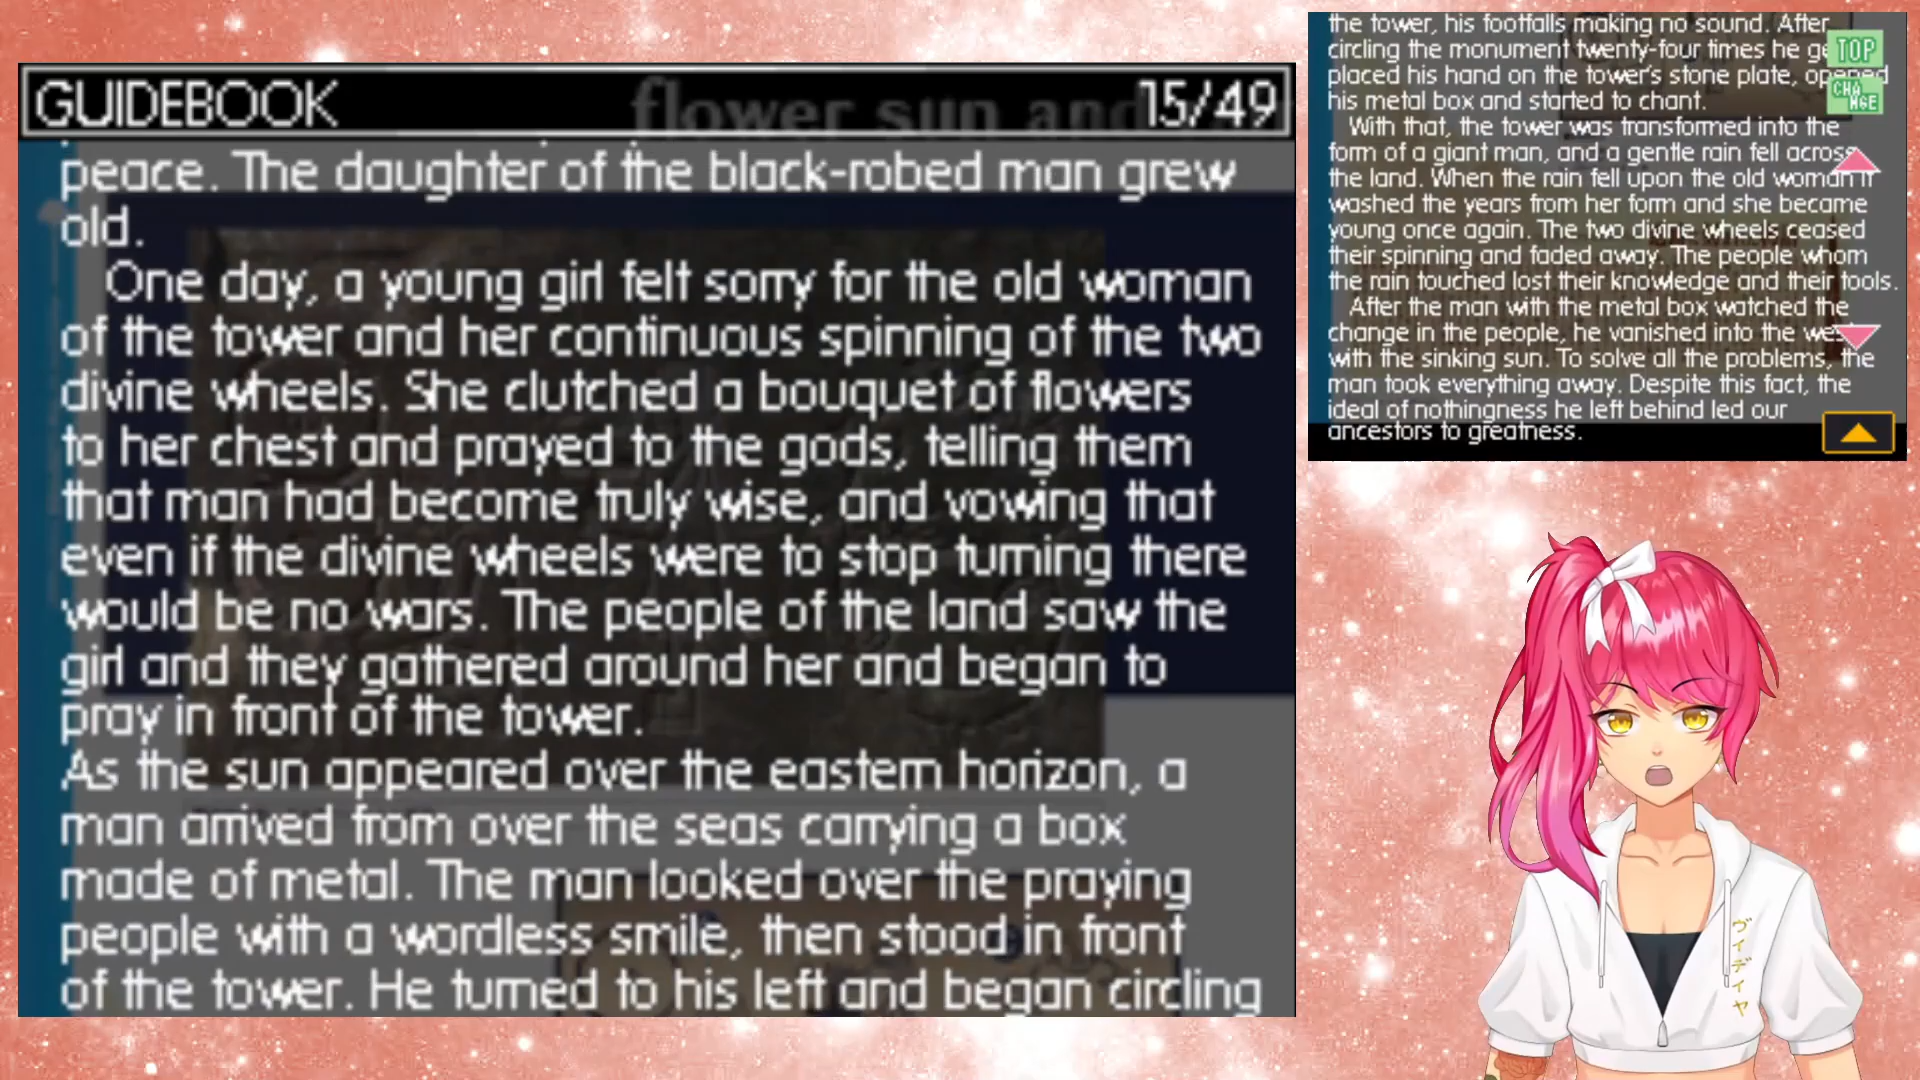 GUIDEBOOK
flower sun and
15/49
peace. The daughter of the black-robed man grew
old.
One day, a young girl felt sorry for the old woman
of the tower and her continuous spinning of the two
divine wheels. She clutched a bouquet of flowers
to her chest and prayed to the gods, telling them
that man had become truly wise, and vowing that
even if the divine wheels were to stop turning there
would be no wars. The people of the land saw the
girl and they gathered around her and began to
pray in front of the tower.
As the sun appeared over the eastern horizon, a
man arrived from over the seas carrying a box
made of metal. The man looked over the praying
people with a wordless smile, then stood in front
of the tower. He turned to his left and began circling
the tower, his footfalls making no sound. After
circling the monument twenty-four times he ge
placed his hand on the tower's stone plate, opened
his metal box and started to chant.
With that, the tower was transformed into the
form of a giant man, and a gentle rain fell across
the land. When the rain fell upon the old woman it
washed the years from her form and she became
young once again. The two divine wheels ceased
their spinning and faded away. The people whom
the rain touched lost their knowledge and their tools.
After the man with the metal box watched the
change in the people, he vanished into the wes
with the sinking sun. To solve all the problems, the
man took everything away. Despite this fact, the
ideal of nothingness he left behind led our
ancestors to greatness.
TOP
CHANGE
ヴィディヤ